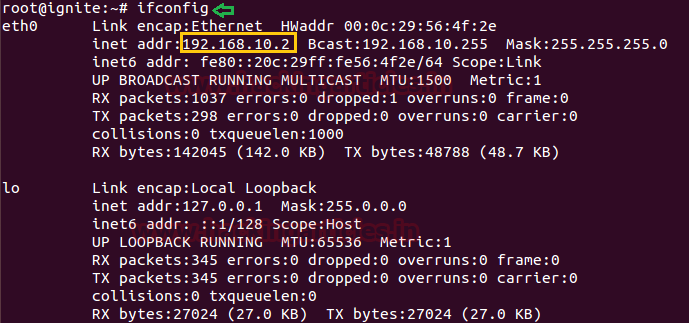 root@ignite:~# ifconfig
eth0 Link encap:Ethernet HWaddr 00:0c:29:56:4f:2e
inet addr:192.168.10.2 Bcast:192.168.10.255 Mask:255.255.255.0
inet6 addr: fe80::20c:29ff:fe56:4f2e/64 Scope:Link
UP BROADCAST RUNNING MULTICAST MTU:1500 Metric:1
RX packets:1037 errors:0 dropped:1 overruns:0 frame:0
TX packets:298 errors:0 dropped:0 overruns:0 carrier:0
collisions:0 txqueuelen:1000
RX bytes:142045 (142.0 KB) TX bytes:48788 (48.7 KB)
lo Link encap:Local Loopback
inet addr:127.0.0.1 Mask:255.0.0.0
inet6 addr: ::1/128 Scope:Host
UP LOOPBACK RUNNING MTU:65536 Metric:1
RX packets:345 errors:0 dropped:0 overruns:0 frame:0
TX packets:345 errors:0 dropped:0 overruns:0 carrier:0
collisions:0 txqueuelen:0
RX bytes:27024 (27.0 KB) TX bytes:27024 (27.0 KB)